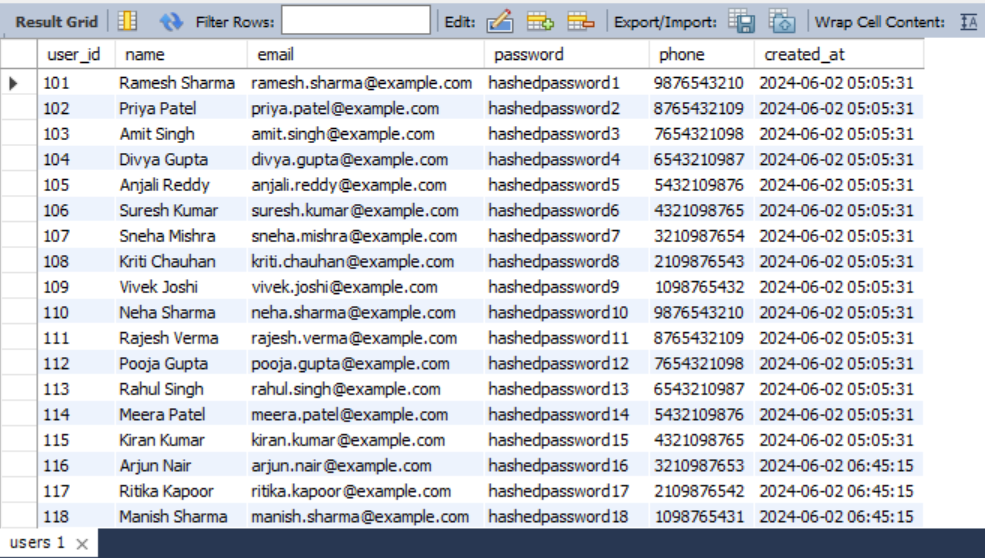 Result Grid Filter Rows: Edit: Export/Import: Wrap Cell Content: IA
user_id name email password phone created_at
101 Ramesh Sharma ramesh.sharma@example.com hashedpassword1 9876543210 2024-06-02 05:05:31
102 Priya Patel priya.patel@example.com hashedpassword2 8765432109 2024-06-02 05:05:31
103 Amit Singh amit.singh@example.com hashedpassword3 7654321098 2024-06-02 05:05:31
104 Divya Gupta divya.gupta@example.com hashedpassword4 6543210987 2024-06-02 05:05:31
105 Anjali Reddy anjali.reddy@example.com hashedpassword5 5432109876 2024-06-02 05:05:31
106 Suresh Kumar suresh.kumar@example.com hashedpassword6 4321098765 2024-06-02 05:05:31
107 Sneha Mishra sneha.mishra@example.com hashedpassword7 3210987654 2024-06-02 05:05:31
108 Kriti Chauhan kriti.chauhan@example.com hashedpassword8 2109876543 2024-06-02 05:05:31
109 Vivek Joshi vivek.joshi@example.com hashedpassword9 1098765432 2024-06-02 05:05:31
110 Neha Sharma neha.sharma@example.com hashedpassword10 9876543210 2024-06-02 05:05:31
111 Rajesh Verma rajesh.verma@example.com hashedpassword11 8765432109 2024-06-02 05:05:31
112 Pooja Gupta pooja.gupta@example.com hashedpassword12 7654321098 2024-06-02 05:05:31
113 Rahul Singh rahul.singh@example.com hashedpassword13 6543210987 2024-06-02 05:05:31
114 Meera Patel meera.patel@example.com hashedpassword14 5432109876 2024-06-02 05:05:31
115 Kiran Kumar kiran.kumar@example.com hashedpassword15 4321098765 2024-06-02 05:05:31
116 Arjun Nair arjun.nair@example.com hashedpassword16 3210987653 2024-06-02 06:45:15
117 Ritika Kapoor ritika.kapoor@example.com hashedpassword17 2109876542 2024-06-02 06:45:15
118 Manish Sharma manish.sharma@example.com hashedpassword18 1098765431 2024-06-02 06:45:15
users 1